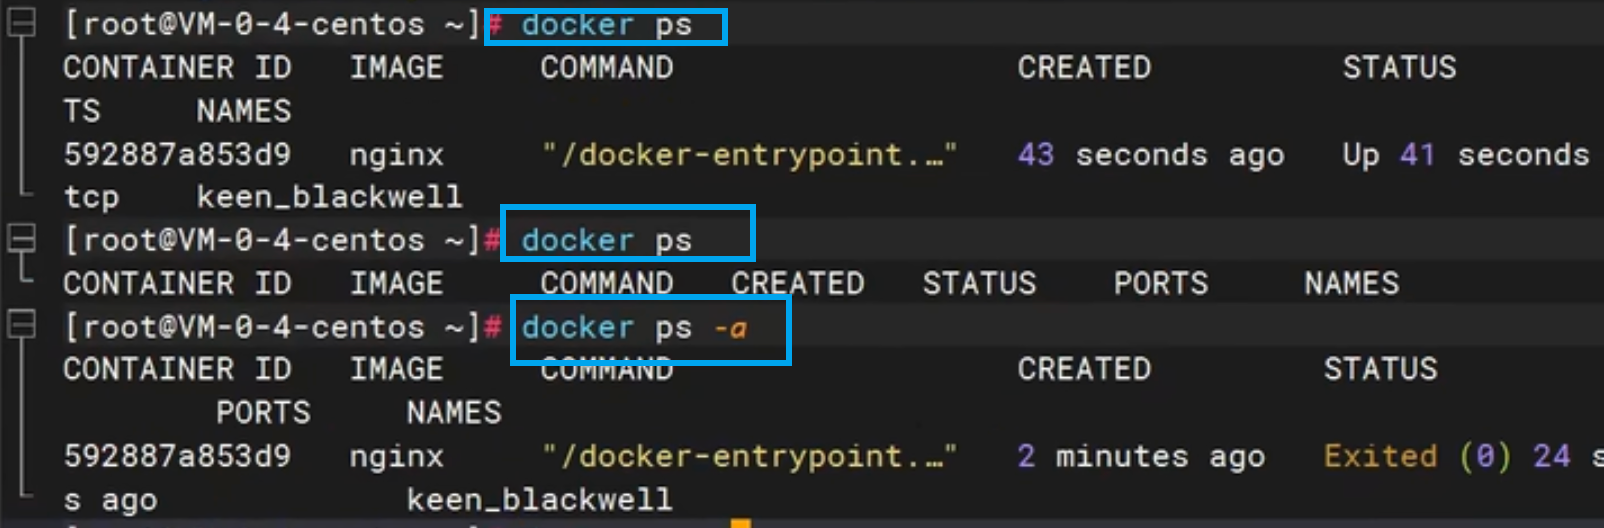 [root@VM-0-4-centos ~]# docker ps
CONTAINER ID   IMAGE     COMMAND                  CREATED          STATUS
TS     NAMES
592887a853d9   nginx     "/docker-entrypoint.…"   43 seconds ago   Up 41 seconds
tcp    keen_blackwell
[root@VM-0-4-centos ~]# docker ps
CONTAINER ID   IMAGE     COMMAND   CREATED   STATUS    PORTS     NAMES
[root@VM-0-4-centos ~]# docker ps -a
CONTAINER ID   IMAGE     COMMAND                  CREATED         STATUS
        PORTS     NAMES
592887a853d9   nginx     "/docker-entrypoint.…"   2 minutes ago   Exited (0) 24 s
s ago             keen_blackwell